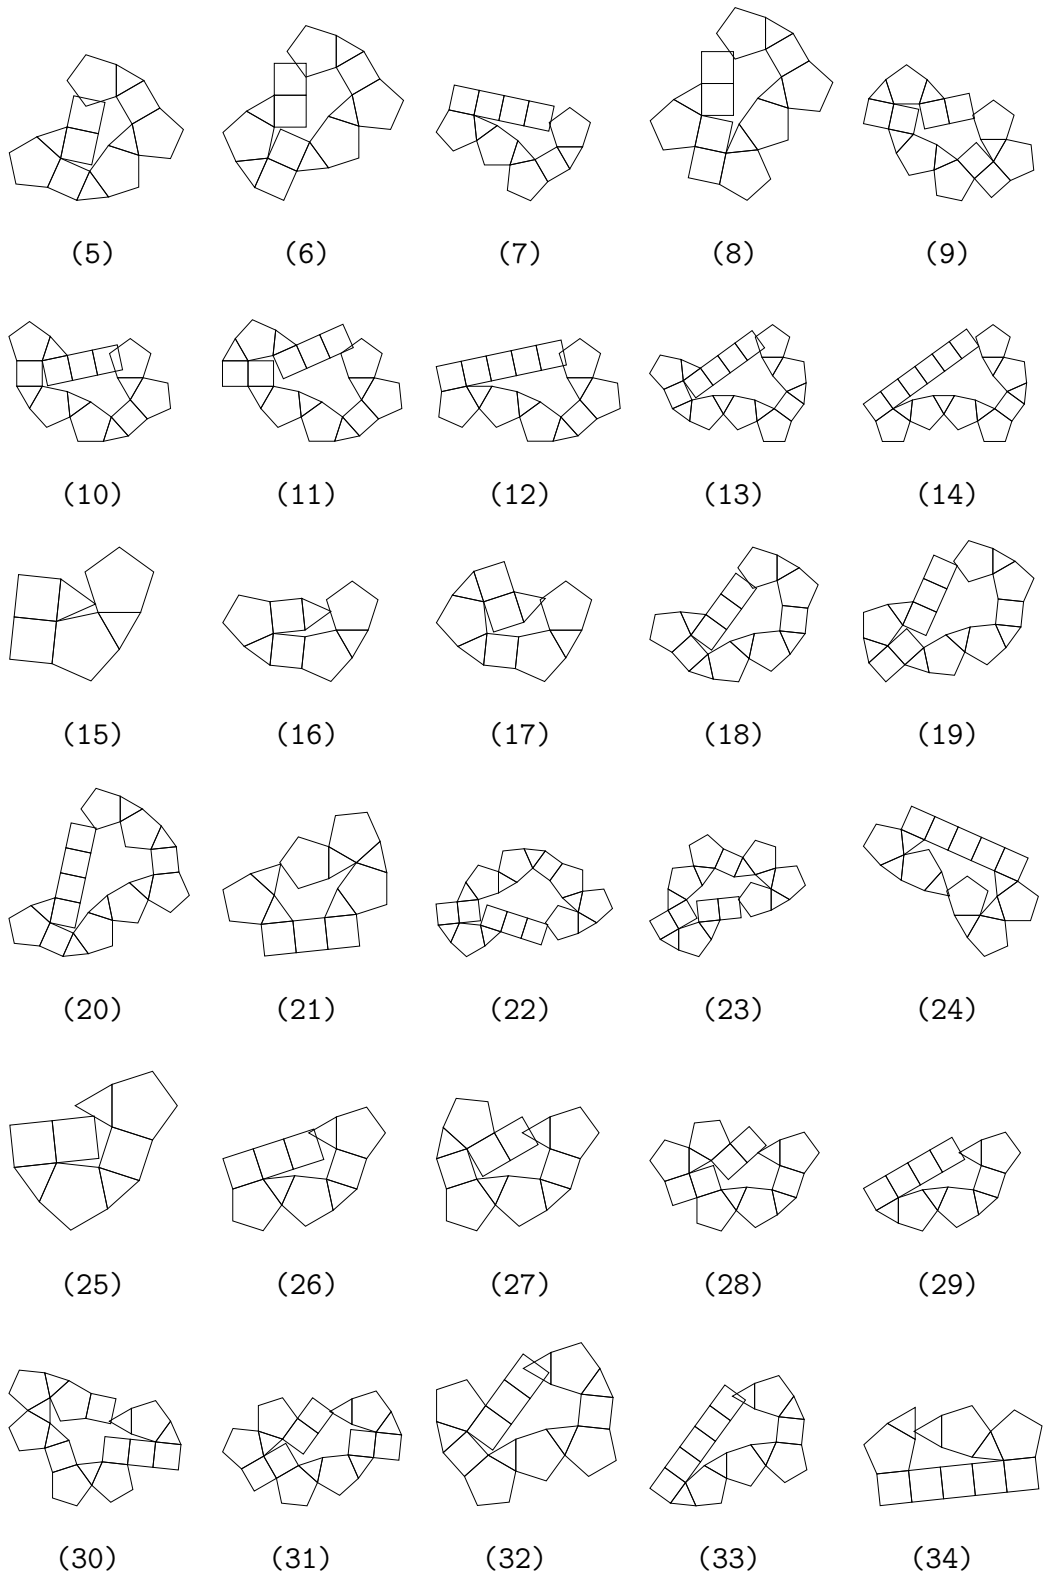 (5) (6) (7) (8) (9)
(10) (11) (12) (13) (14)
(15) (16) (17) (18) (19)
(20) (21) (22) (23) (24)
(25) (26) (27) (28) (29)
(30) (31) (32) (33) (34)